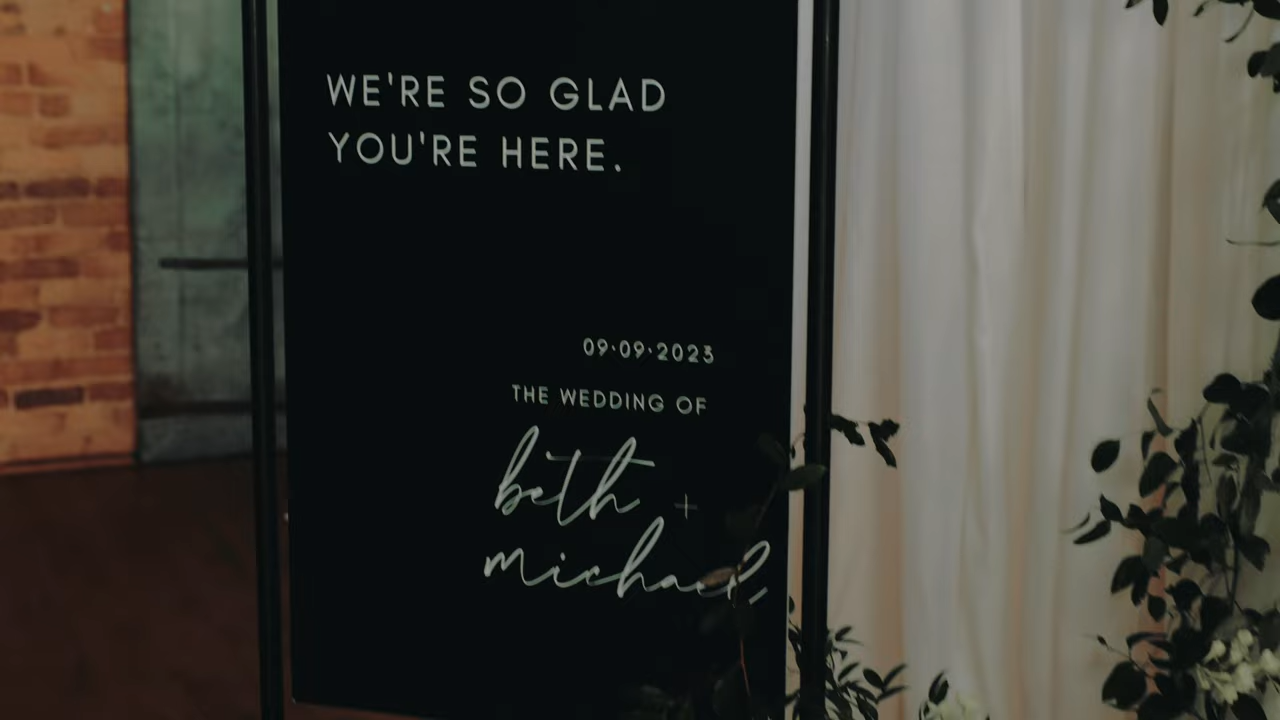 WE'RE SO GLAD
YOU'RE HERE.
09·09·2023
THE WEDDING OF
beth +
michael